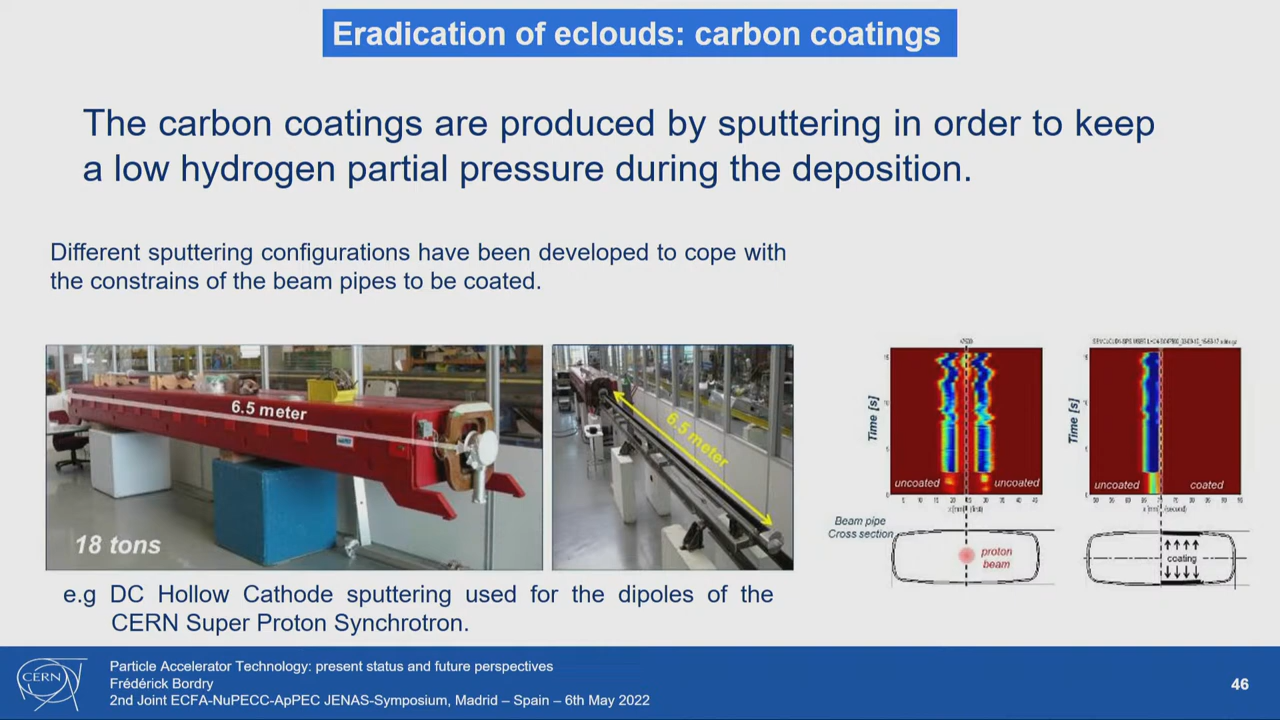 Eradication of eclouds: carbon coatings
The carbon coatings are produced by sputtering in order to keep
a low hydrogen partial pressure during the deposition.
Different sputtering configurations have been developed to cope with
the constrains of the beam pipes to be coated.
6.5 meter
18 tons
6.5 meter
e.g DC Hollow Cathode sputtering used for the dipoles of the
CERN Super Proton Synchrotron.
Time [s]
uncoated
uncoated
Time [s]
uncoated
coated
Beam pipe
Cross section
proton
beam
coating
CERN
Particle Accelerator Technology: present status and future perspectives
Frédérick Bordry
2nd Joint ECFA-NuPECC-ApPEC JENAS-Symposium, Madrid – Spain – 6th May 2022
46